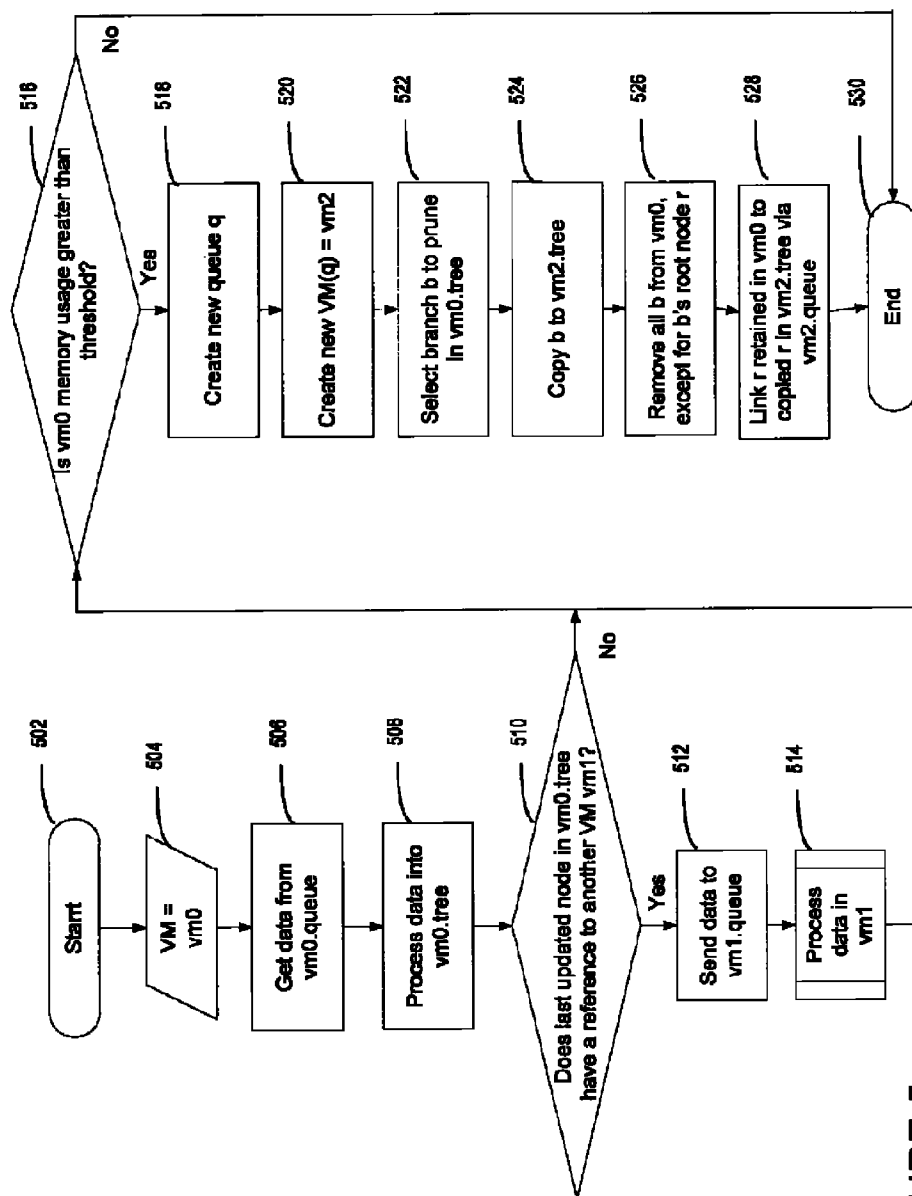 502
Start
504
VM =
vm0
506
Get data from
vm0.queue
508
Process data into
vm0.tree
510
Does last updated node in vm0.tree
have a reference to another VM vm1?
No
Yes
512
Send data to
vm1.queue
514
Process
data in
vm1
516
Is vm0 memory usage greater than
threshold?
No
Yes
518
Create new queue q
520
Create new VM(q) = vm2
522
Select branch b to prune
in vm0.tree
524
Copy b to vm2.tree
526
Remove all b from vm0,
except for b's root node r
528
Link r retained in vm0 to
copied r in vm2.tree via
vm2.queue
530
End